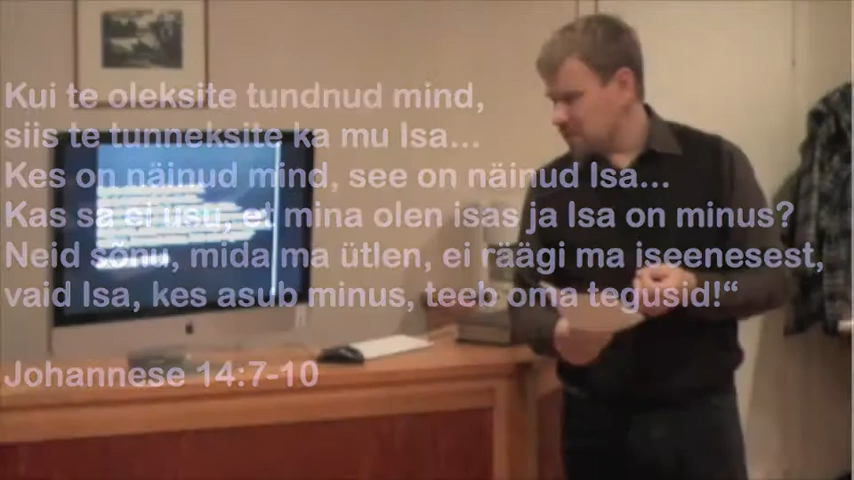 Kui te oleksite tundnud mind,
siis te tunneksite ka mu Isa...
Kes on näinud mind, see on näinud Isa...
Kas sa ei usu, et mina olen isas ja Isa on minus?
Neid sõnu, mida ma ütlen, ei räägi ma iseenesest,
vaid Isa, kes asub minus, teeb oma tegusid!“
Johannese 14:7-10